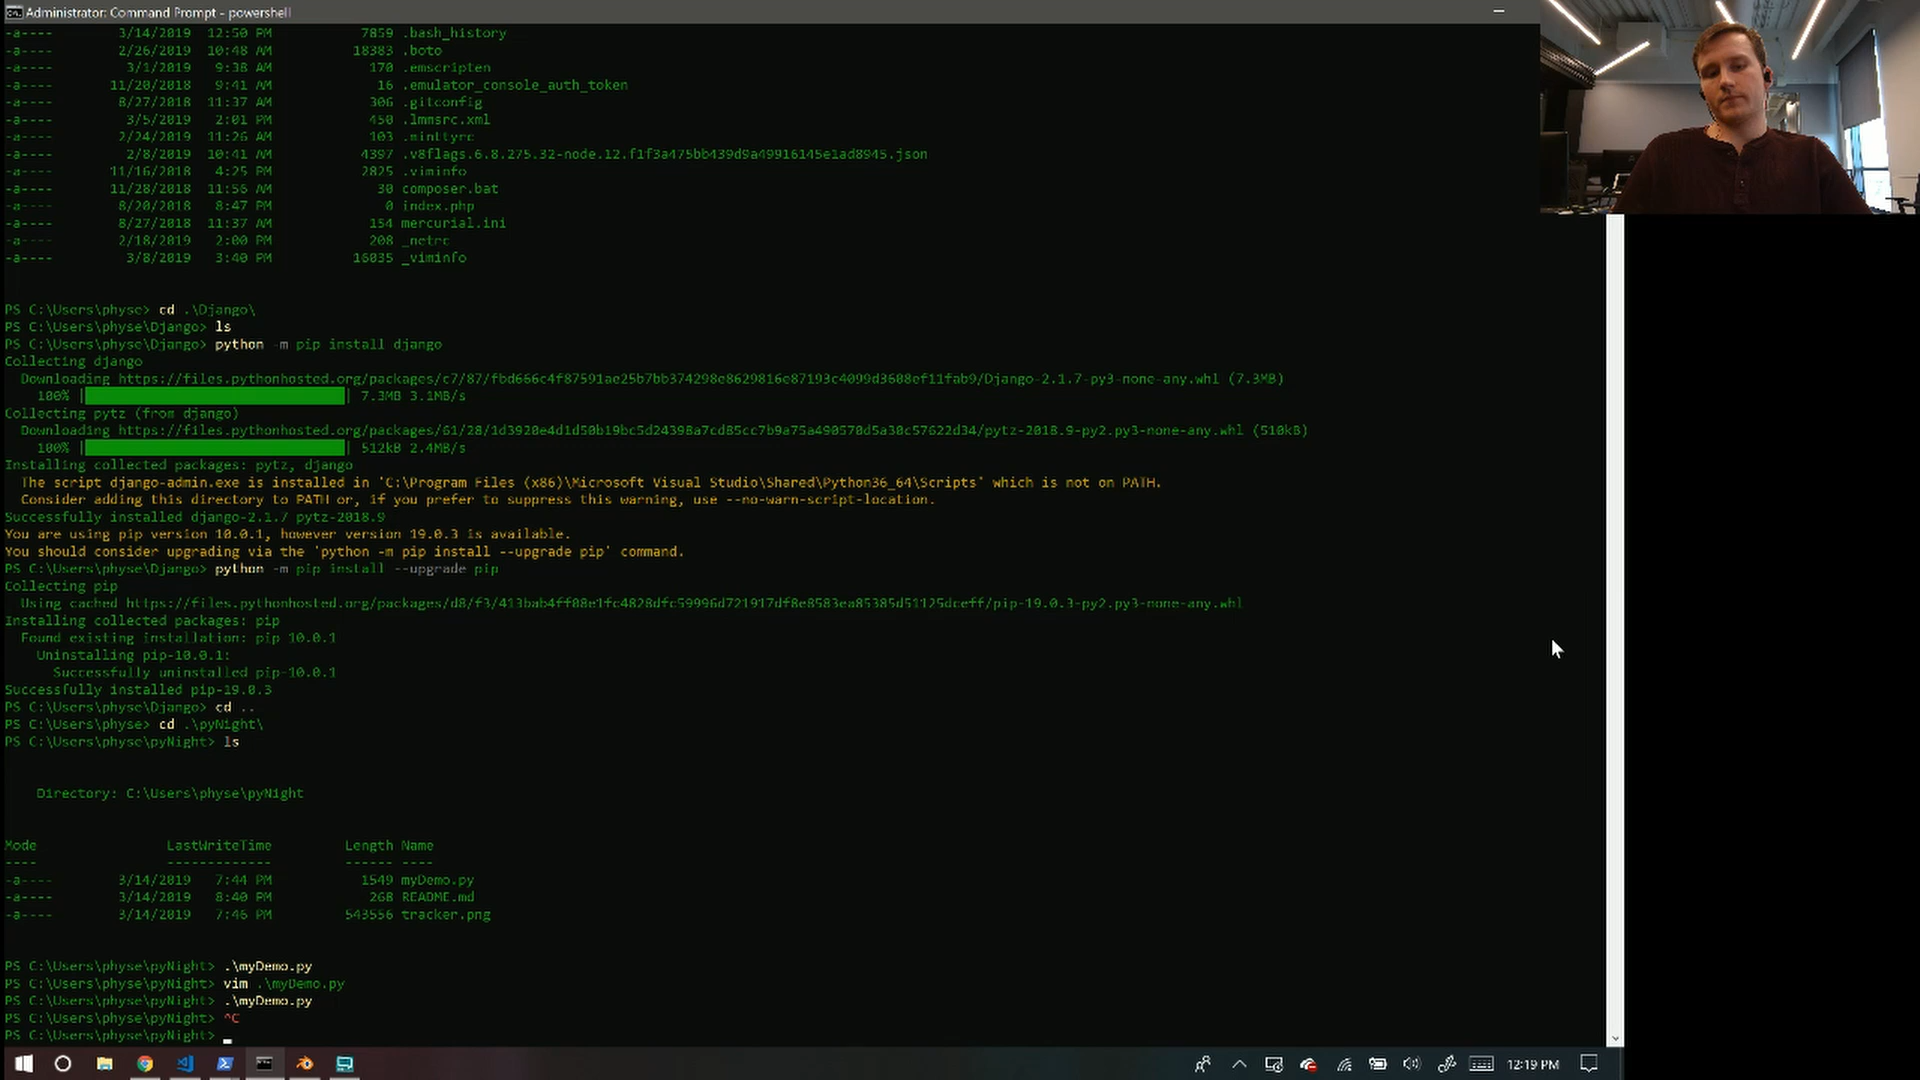 Administrator: Command Prompt - powershell
-a---- 3/14/2019 12:50 PM 7859 .bash_history
-a---- 2/26/2019 10:48 AM 18383 .boto
-a---- 3/1/2019 9:38 AM 170 .emscripten
-a---- 11/20/2018 9:41 AM 16 .emulator_console_auth_token
-a---- 8/27/2018 11:37 AM 306 .gitconfig
-a---- 3/5/2019 2:01 PM 450 .lmmsrc.xml
-a---- 2/24/2019 11:26 AM 103 .minttyrc
-a---- 2/8/2019 10:41 AM 4397 .v8flags.6.8.275.32-node.12.f1f3a475bb439d9a49916145e1ad8945.json
-a---- 11/16/2018 4:25 PM 2825 .viminfo
-a---- 11/28/2018 11:56 AM 30 composer.bat
-a---- 8/20/2018 8:47 PM 0 index.php
-a---- 8/27/2018 11:37 AM 154 mercurial.ini
-a---- 2/18/2019 2:00 PM 208 _netrc
-a---- 3/8/2019 3:40 PM 16035 _viminfo
PS C:\Users\physe> cd .\Django\
PS C:\Users\physe\Django> ls
PS C:\Users\physe\Django> python -m pip install django
Collecting django
Downloading https://files.pythonhosted.org/packages/c7/87/fbd666c4f87591ae25b7bb374298e8629816e87193c4099d3608ef11fab9/Django-2.1.7-py3-none-any.whl (7.3MB)
100% | | 7.3MB 3.1MB/s
Collecting pytz (from django)
Downloading https://files.pythonhosted.org/packages/61/28/1d3920e4d1d50b19bc5d24398a7cd85cc7b9a75a490570d5a30c57622d34/pytz-2018.9-py2.py3-none-any.whl (510kB)
100% | | 512kB 2.4MB/s
Installing collected packages: pytz, django
The script django-admin.exe is installed in 'C:\Program Files (x86)\Microsoft Visual Studio\Shared\Python36_64\Scripts' which is not on PATH.
Consider adding this directory to PATH or, if you prefer to suppress this warning, use --no-warn-script-location.
Successfully installed django-2.1.7 pytz-2018.9
You are using pip version 10.0.1, however version 19.0.3 is available.
You should consider upgrading via the 'python -m pip install --upgrade pip' command.
PS C:\Users\physe\Django> python -m pip install --upgrade pip
Collecting pip
Using cached https://files.pythonhosted.org/packages/d8/f3/413bab4ff08e1fc4828dfc59996d721917df8e8583ea85385d51125dceff/pip-19.0.3-py2.py3-none-any.whl
Installing collected packages: pip
Found existing installation: pip 10.0.1
Uninstalling pip-10.0.1:
Successfully uninstalled pip-10.0.1
Successfully installed pip-19.0.3
PS C:\Users\physe\Django> cd ..
PS C:\Users\physe> cd .\pyNight\
PS C:\Users\physe\pyNight> ls
Directory: C:\Users\physe\pyNight
Mode LastWriteTime Length Name
---- ------------- ------ ----
-a---- 3/14/2019 7:44 PM 1549 myDemo.py
-a---- 3/14/2019 8:40 PM 268 README.md
-a---- 3/14/2019 7:46 PM 543556 tracker.png
PS C:\Users\physe\pyNight> .\myDemo.py
PS C:\Users\physe\pyNight> vim .\myDemo.py
PS C:\Users\physe\pyNight> .\myDemo.py
PS C:\Users\physe\pyNight> ^C
PS C:\Users\physe\pyNight>
12:19 PM